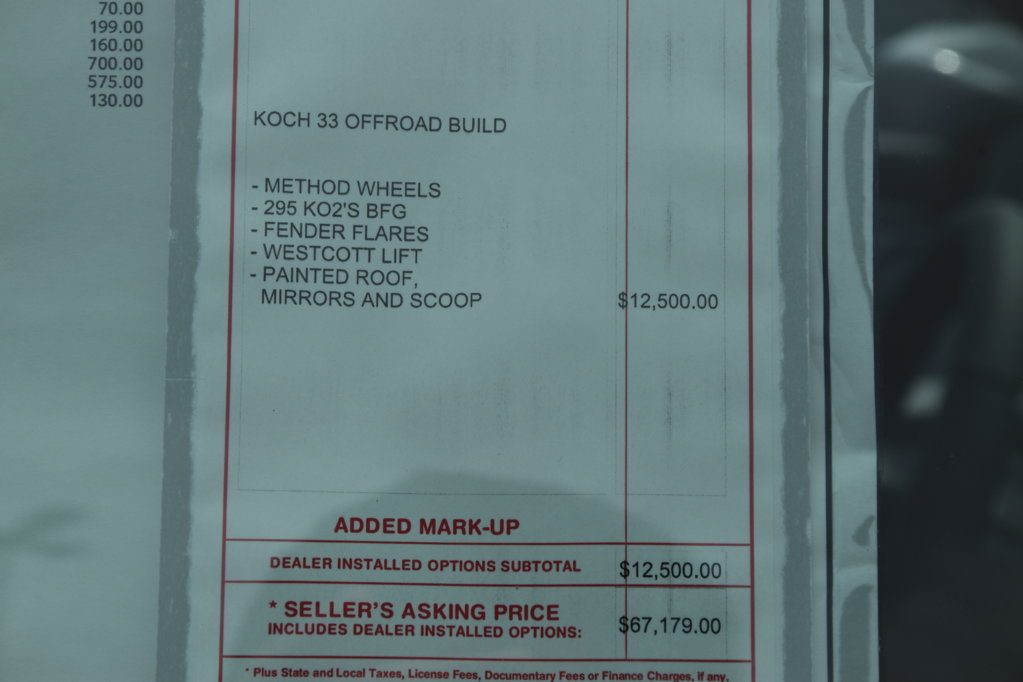 70.00
199.00
160.00
700.00
575.00
130.00
KOCH 33 OFFROAD BUILD
- METHOD WHEELS
- 295 KO2'S BFG
- FENDER FLARES
- WESTCOTT LIFT
- PAINTED ROOF,
MIRRORS AND SCOOP $12,500.00
ADDED MARK-UP
DEALER INSTALLED OPTIONS SUBTOTAL $12,500.00
* SELLER'S ASKING PRICE
INCLUDES DEALER INSTALLED OPTIONS: $67,179.00
* Plus State and Local Taxes, License Fees, Documentary Fees or Finance Charges, if any.